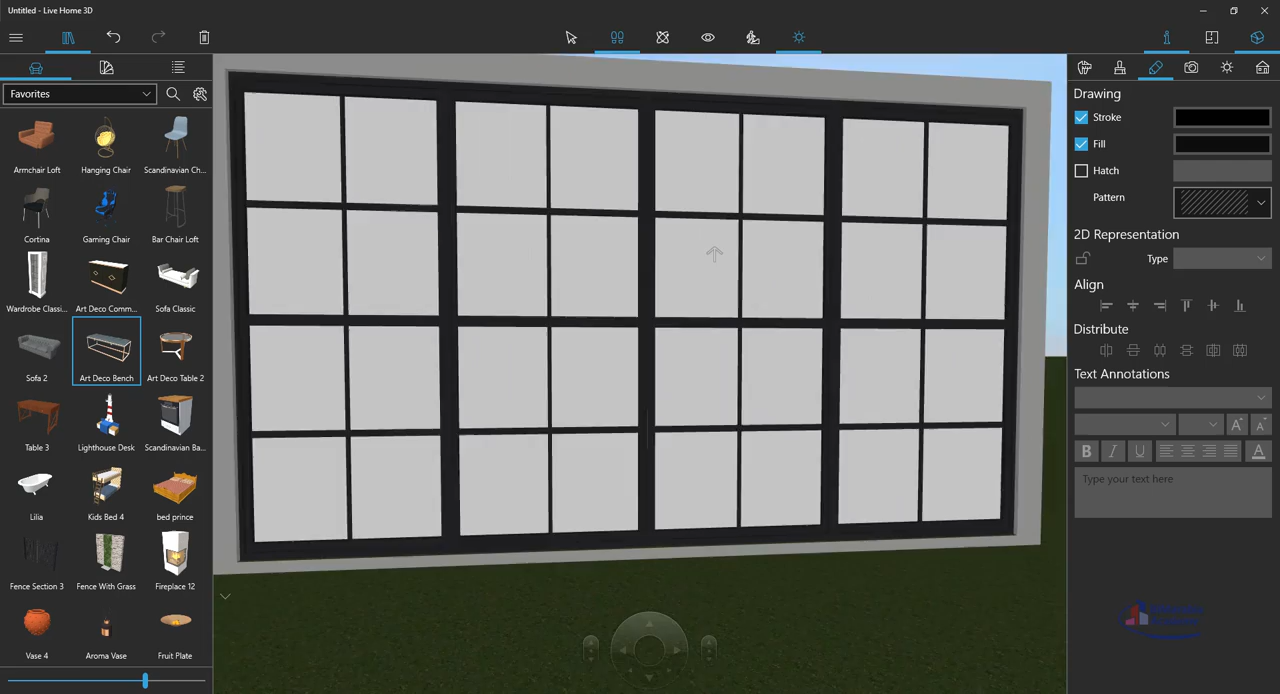 Untitled - Live Home 3D
Favorites
Armchair Loft
Hanging Chair
Scandinavian Ch...
Cortina
Gaming Chair
Bar Chair Loft
Wardrobe Classi...
Art Deco Comm...
Sofa Classic
Sofa 2
Art Deco Bench
Art Deco Table 2
Table 3
Lighthouse Desk
Scandinavian Ba...
Lilia
Kids Bed 4
bed prince
Fence Section 3
Fence With Grass
Fireplace 12
Vase 4
Aroma Vase
Fruit Plate
Drawing
Stroke
Fill
Hatch
Pattern
2D Representation
Type
Align
Distribute
Text Annotations
A A
B I U A
Type your text here